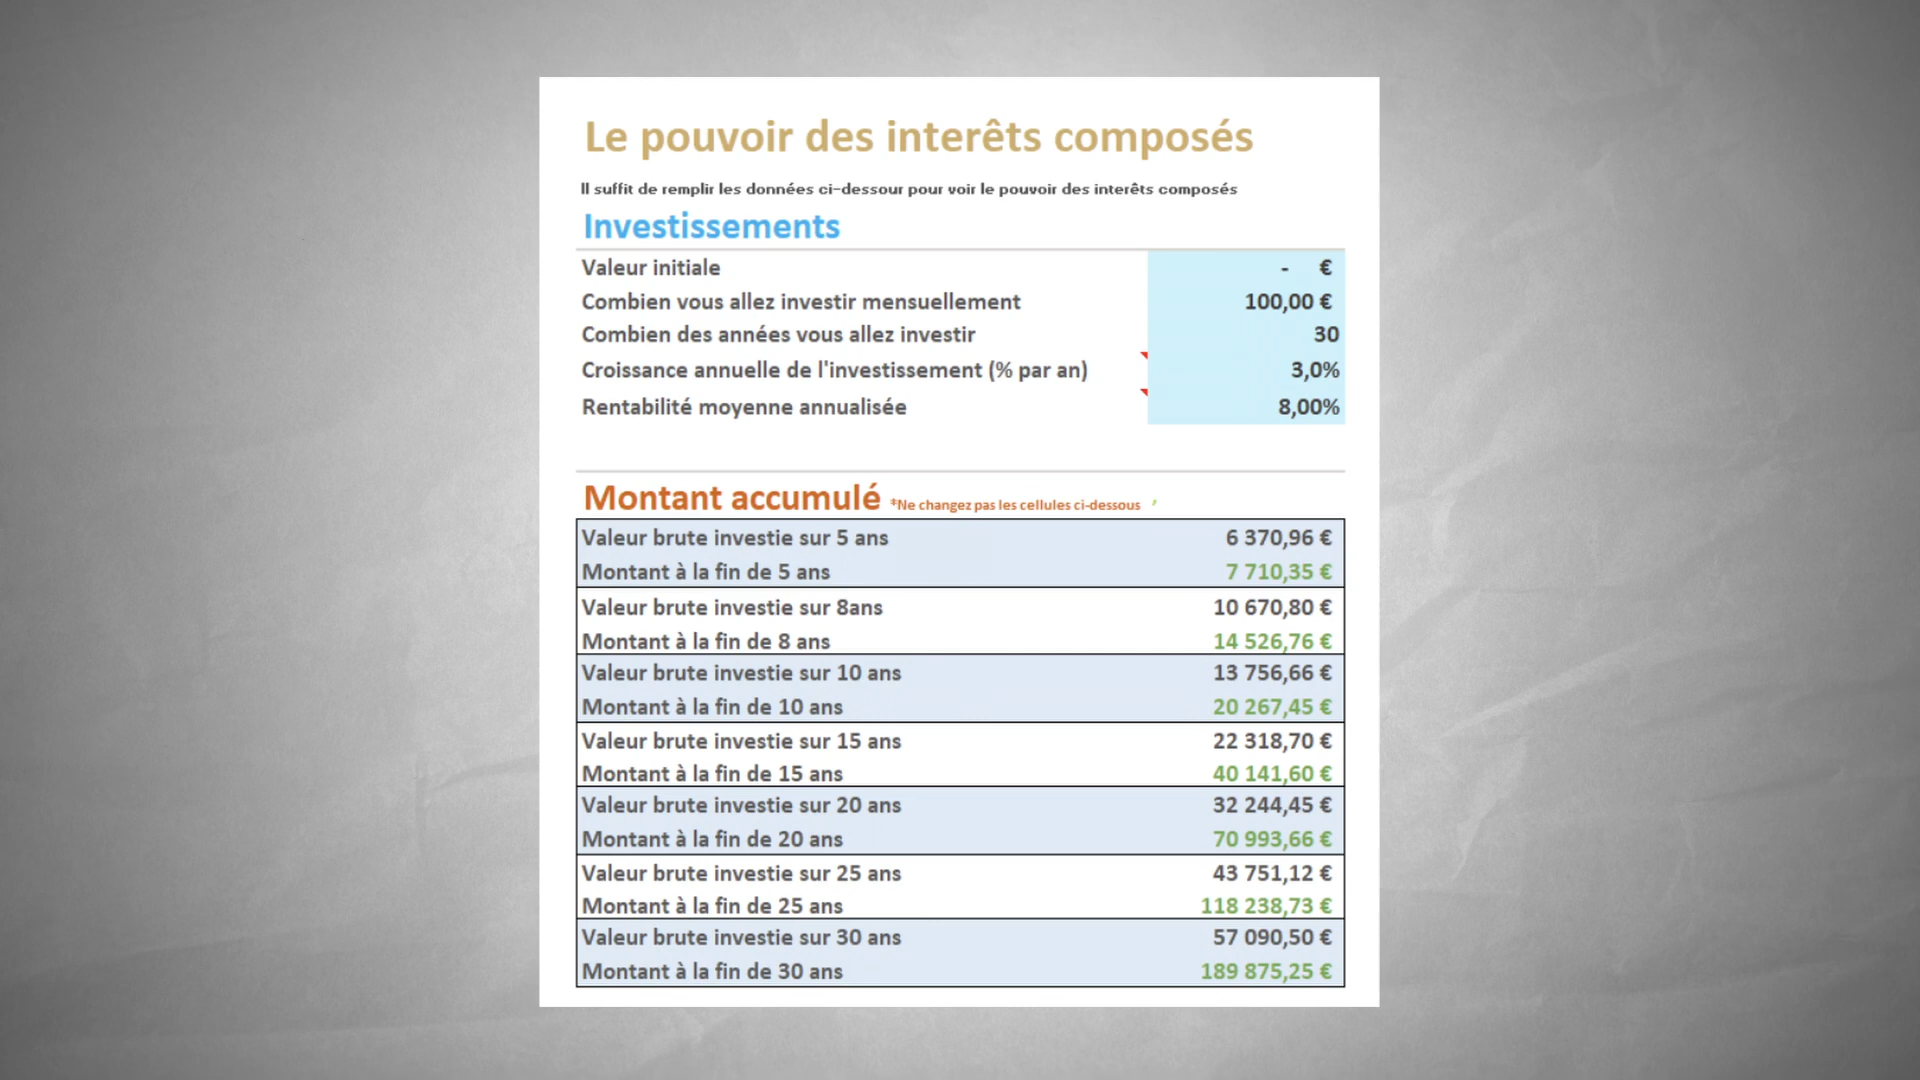 Le pouvoir des interêts composés
Il suffit de remplir les données ci-dessour pour voir le pouvoir des interêts composés
Investissements
Valeur initiale - €
Combien vous allez investir mensuellement 100,00 €
Combien des années vous allez investir 30
Croissance annuelle de l'investissement (% par an) 3,0%
Rentabilité moyenne annualisée 8,00%
Montant accumulé *Ne changez pas les cellules ci-dessous
Valeur brute investie sur 5 ans 6 370,96 €
Montant à la fin de 5 ans 7 710,35 €
Valeur brute investie sur 8ans 10 670,80 €
Montant à la fin de 8 ans 14 526,76 €
Valeur brute investie sur 10 ans 13 756,66 €
Montant à la fin de 10 ans 20 267,45 €
Valeur brute investie sur 15 ans 22 318,70 €
Montant à la fin de 15 ans 40 141,60 €
Valeur brute investie sur 20 ans 32 244,45 €
Montant à la fin de 20 ans 70 993,66 €
Valeur brute investie sur 25 ans 43 751,12 €
Montant à la fin de 25 ans 118 238,73 €
Valeur brute investie sur 30 ans 57 090,50 €
Montant à la fin de 30 ans 189 875,25 €